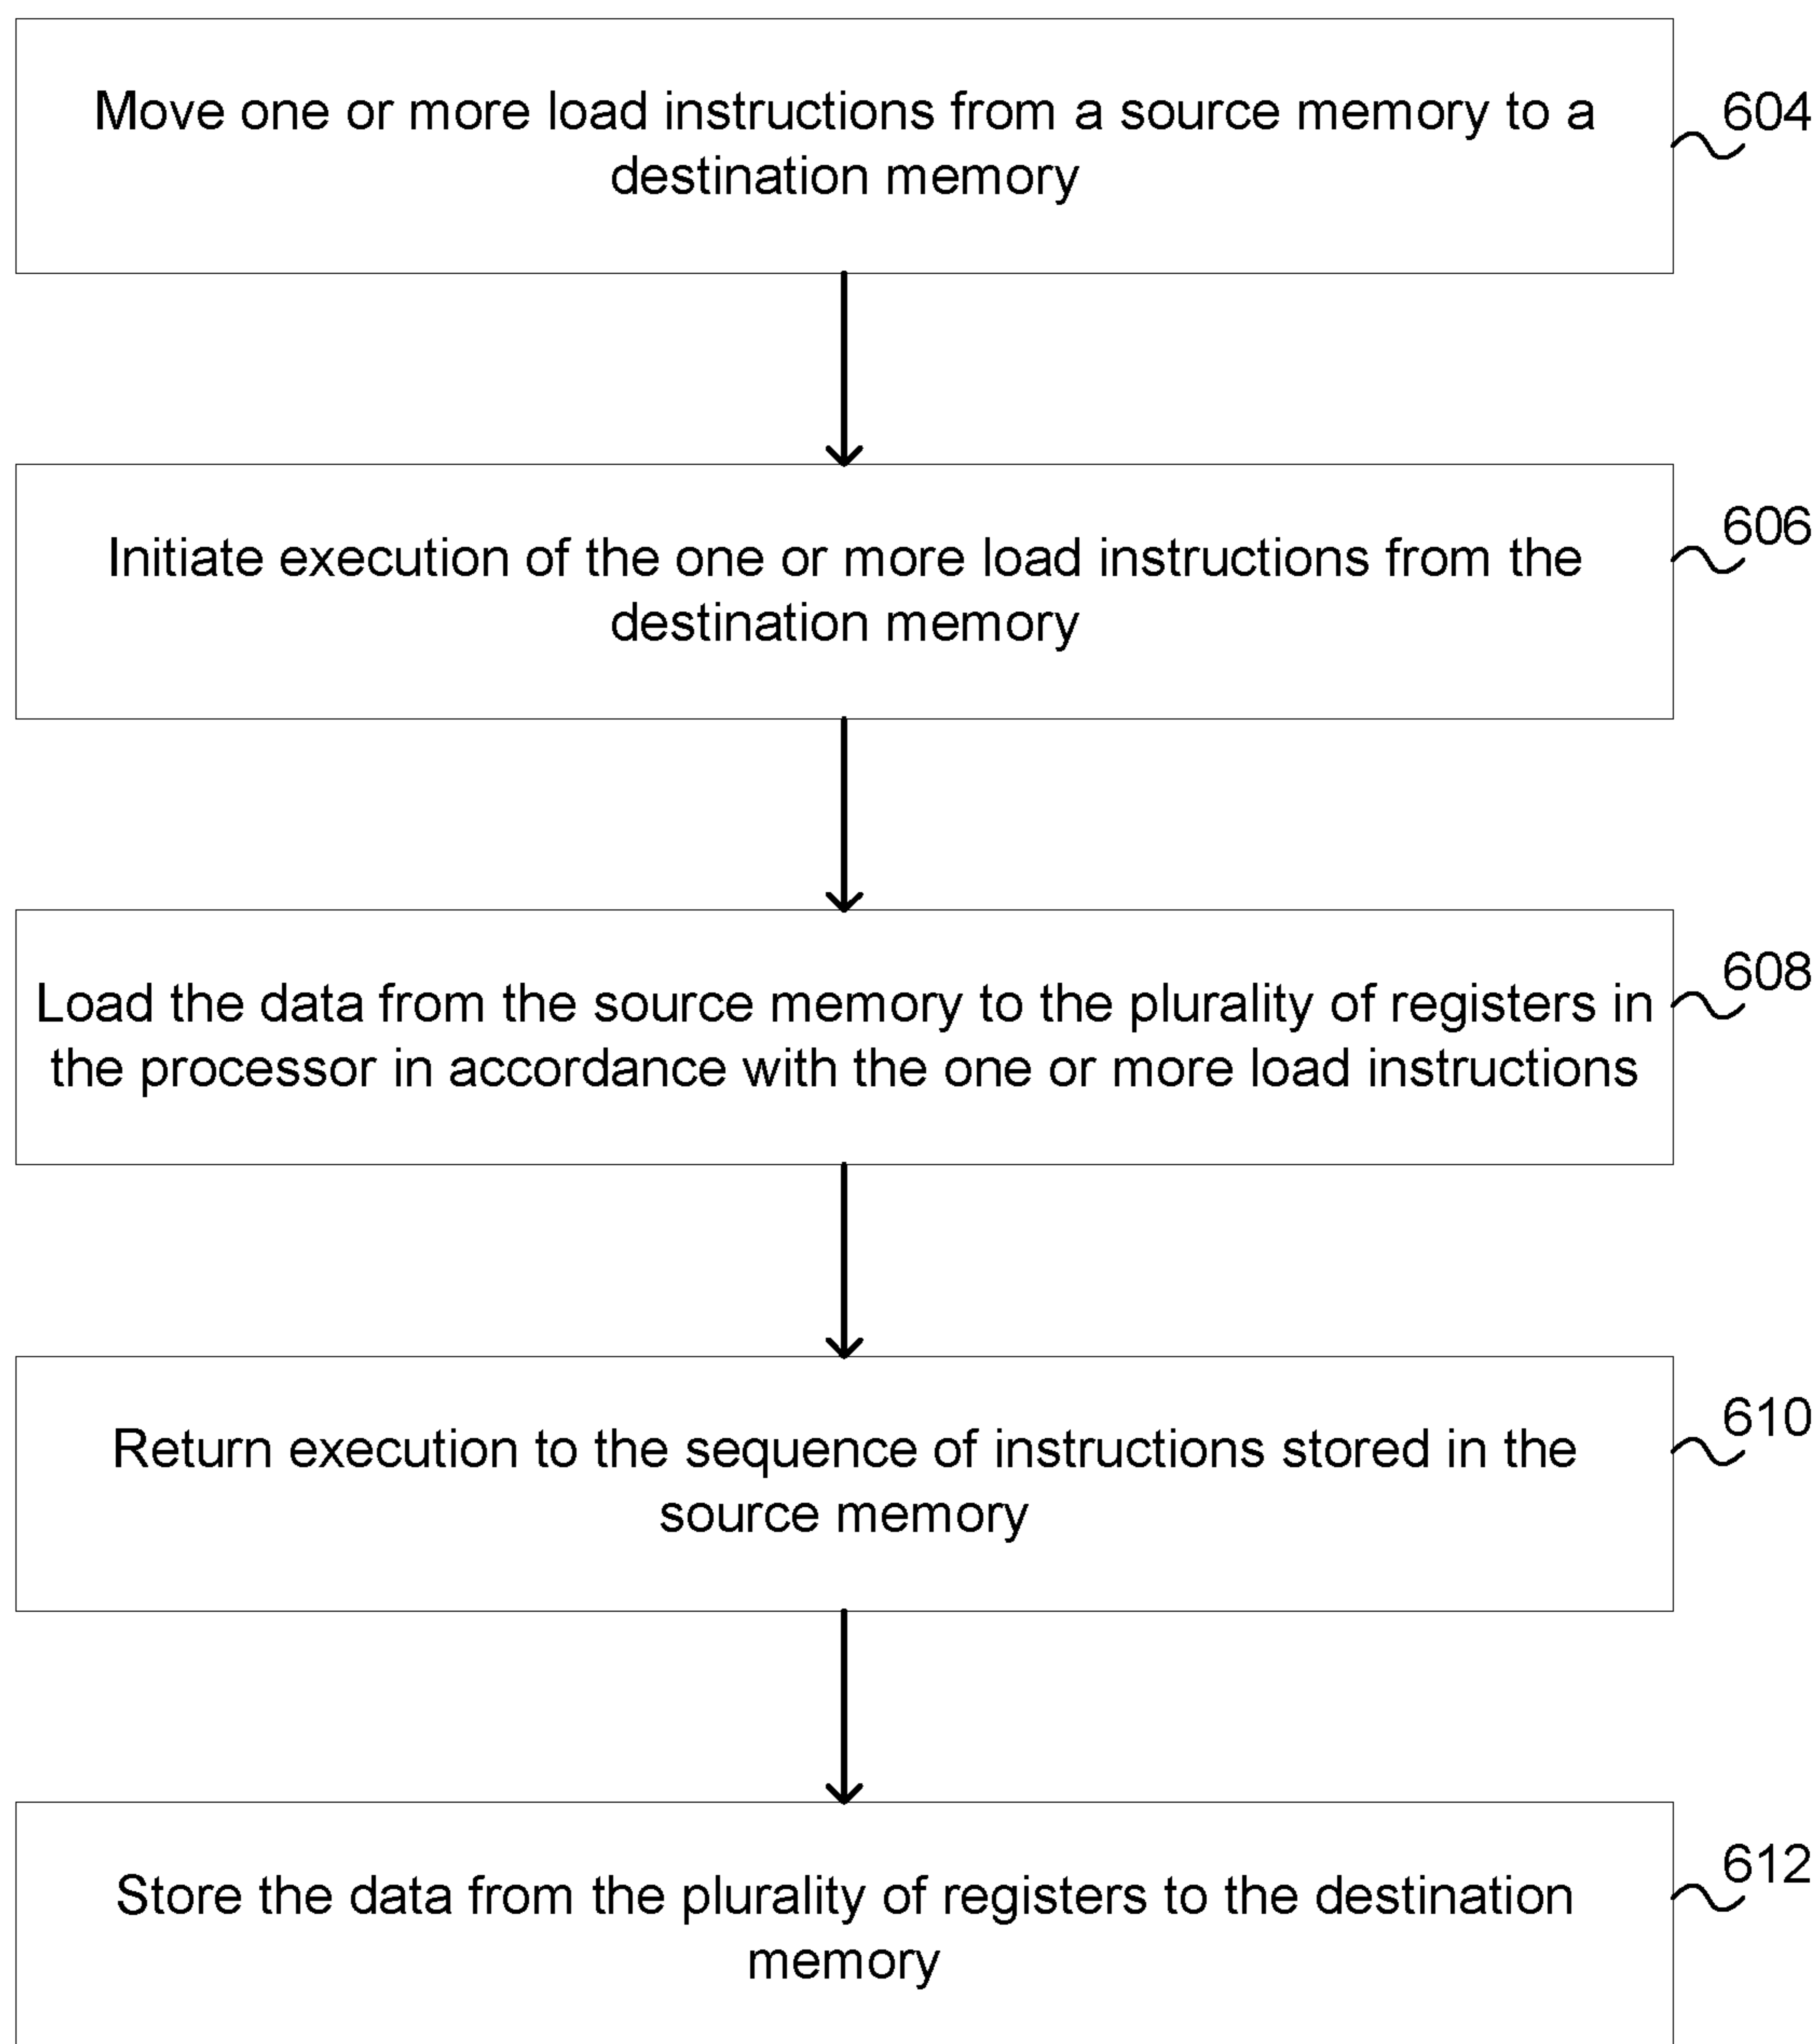 Move one or more load instructions from a source memory to a
destination memory
604
Initiate execution of the one or more load instructions from the
destination memory
606
Load the data from the source memory to the plurality of registers in
the processor in accordance with the one or more load instructions
608
Return execution to the sequence of instructions stored in the
source memory
610
Store the data from the plurality of registers to the destination
memory
612